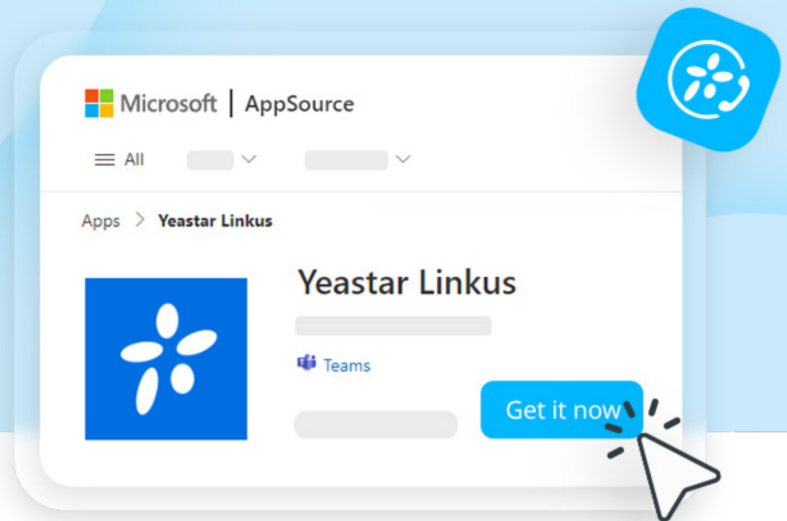 Microsoft | AppSource
All
Apps > Yeastar Linkus
Yeastar Linkus
Teams
Get it now